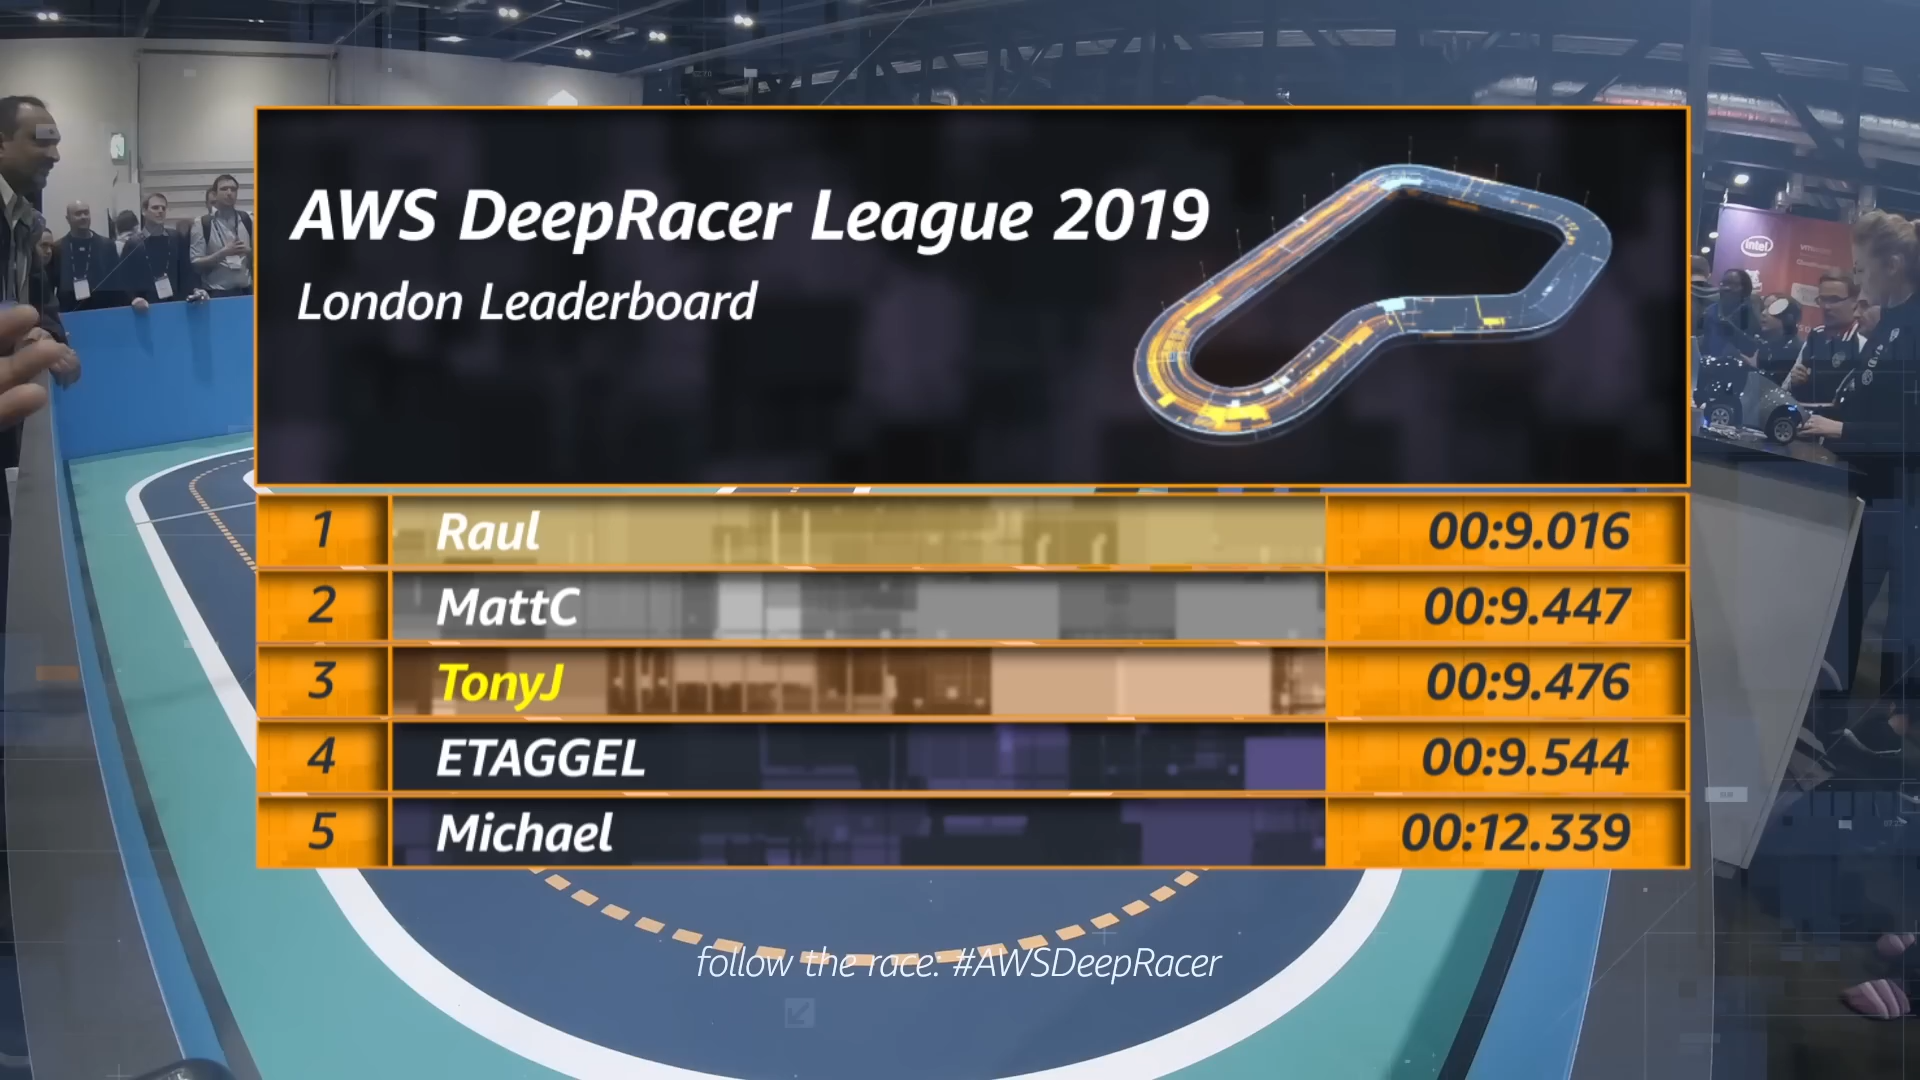 AWS DeepRacer League 2019
London Leaderboard
intel
1 Raul 00:9.016
2 MattC 00:9.447
3 TonyJ 00:9.476
4 ETAGGEL 00:9.544
5 Michael 00:12.339
follow the race: #AWSDeepRacer